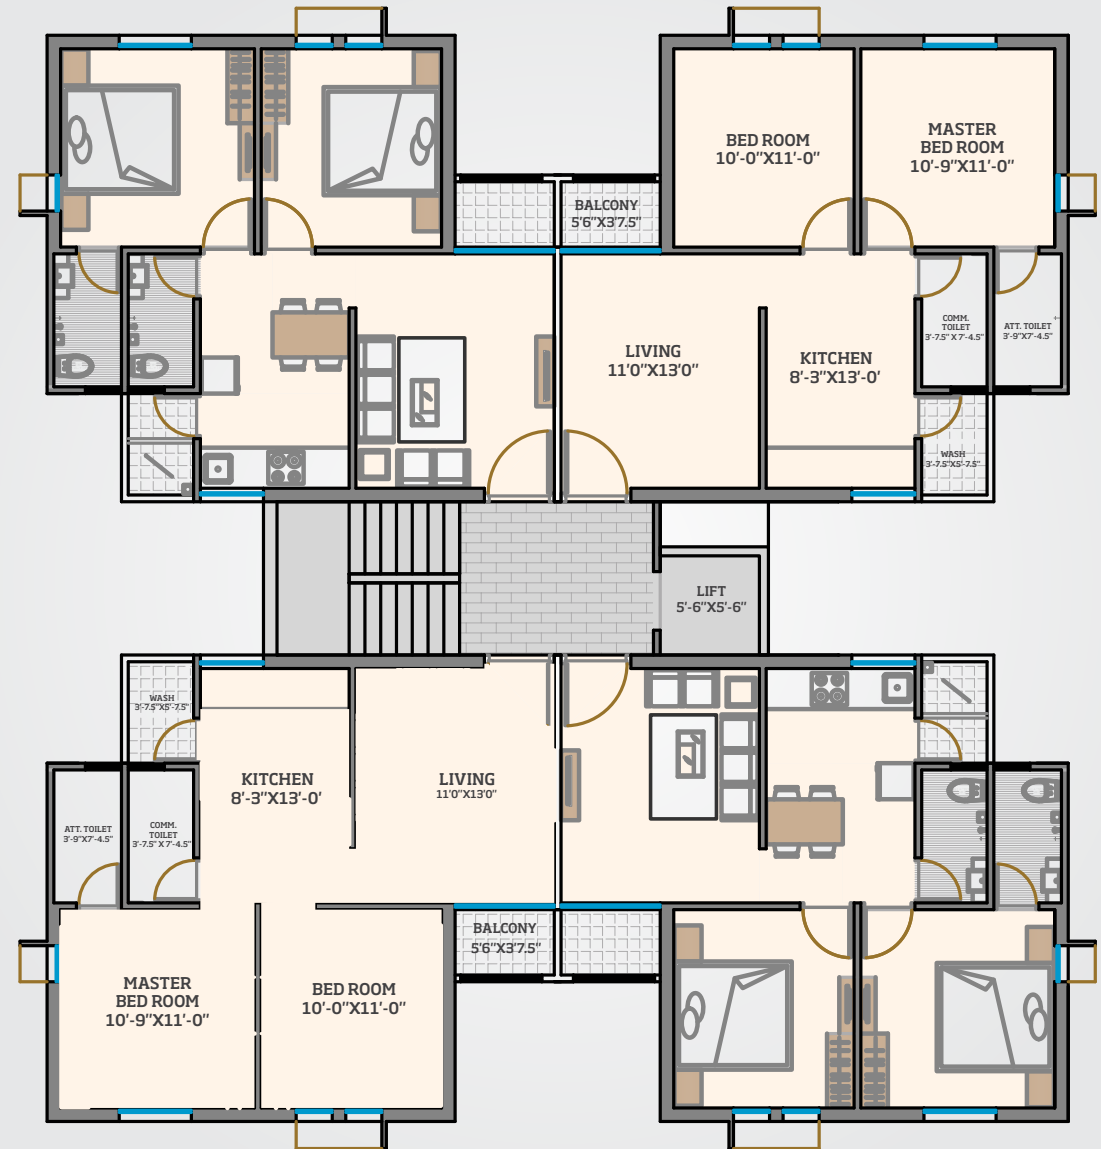 BED ROOM
10'-0"X11'-0"
MASTER
BED ROOM
10'-9"X11'-0"
BALCONY
5'6"X3'7.5"
LIVING
11'0"X13'0"
KITCHEN
8'-3"X13'-0'
COMM.
TOILET
3'-7.5" X 7'-4.5"
ATT. TOILET
3'-9"X7'-4.5"
WASH
3'-7.5"X5'-7.5"
LIFT
5'-6"X5'-6"
WASH
3'-7.5"X5'-7.5"
KITCHEN
8'-3"X13'-0'
LIVING
11'0"X13'0"
ATT. TOILET
3'-9"X7'-4.5"
COMM.
TOILET
3'-7.5" X 7'-4.5"
BALCONY
5'6"X3'7.5"
MASTER
BED ROOM
10'-9"X11'-0"
BED ROOM
10'-0"X11'-0"